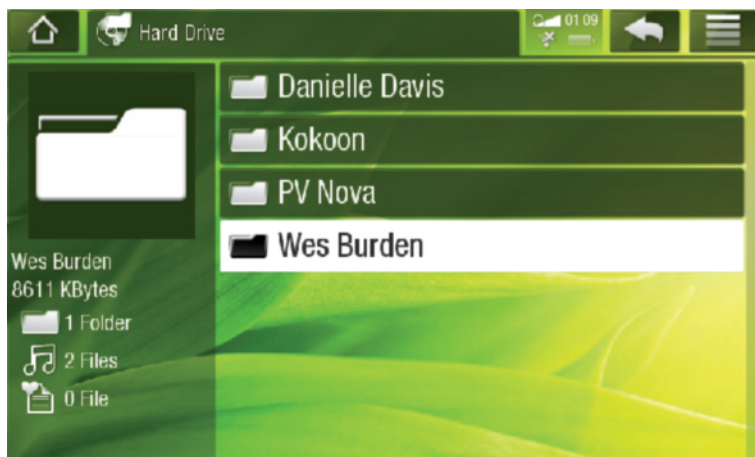 Hard Drive
01 09
Danielle Davis
Kokoon
PV Nova
Wes Burden
Wes Burden
8611 KBytes
1 Folder
2 Files
0 File